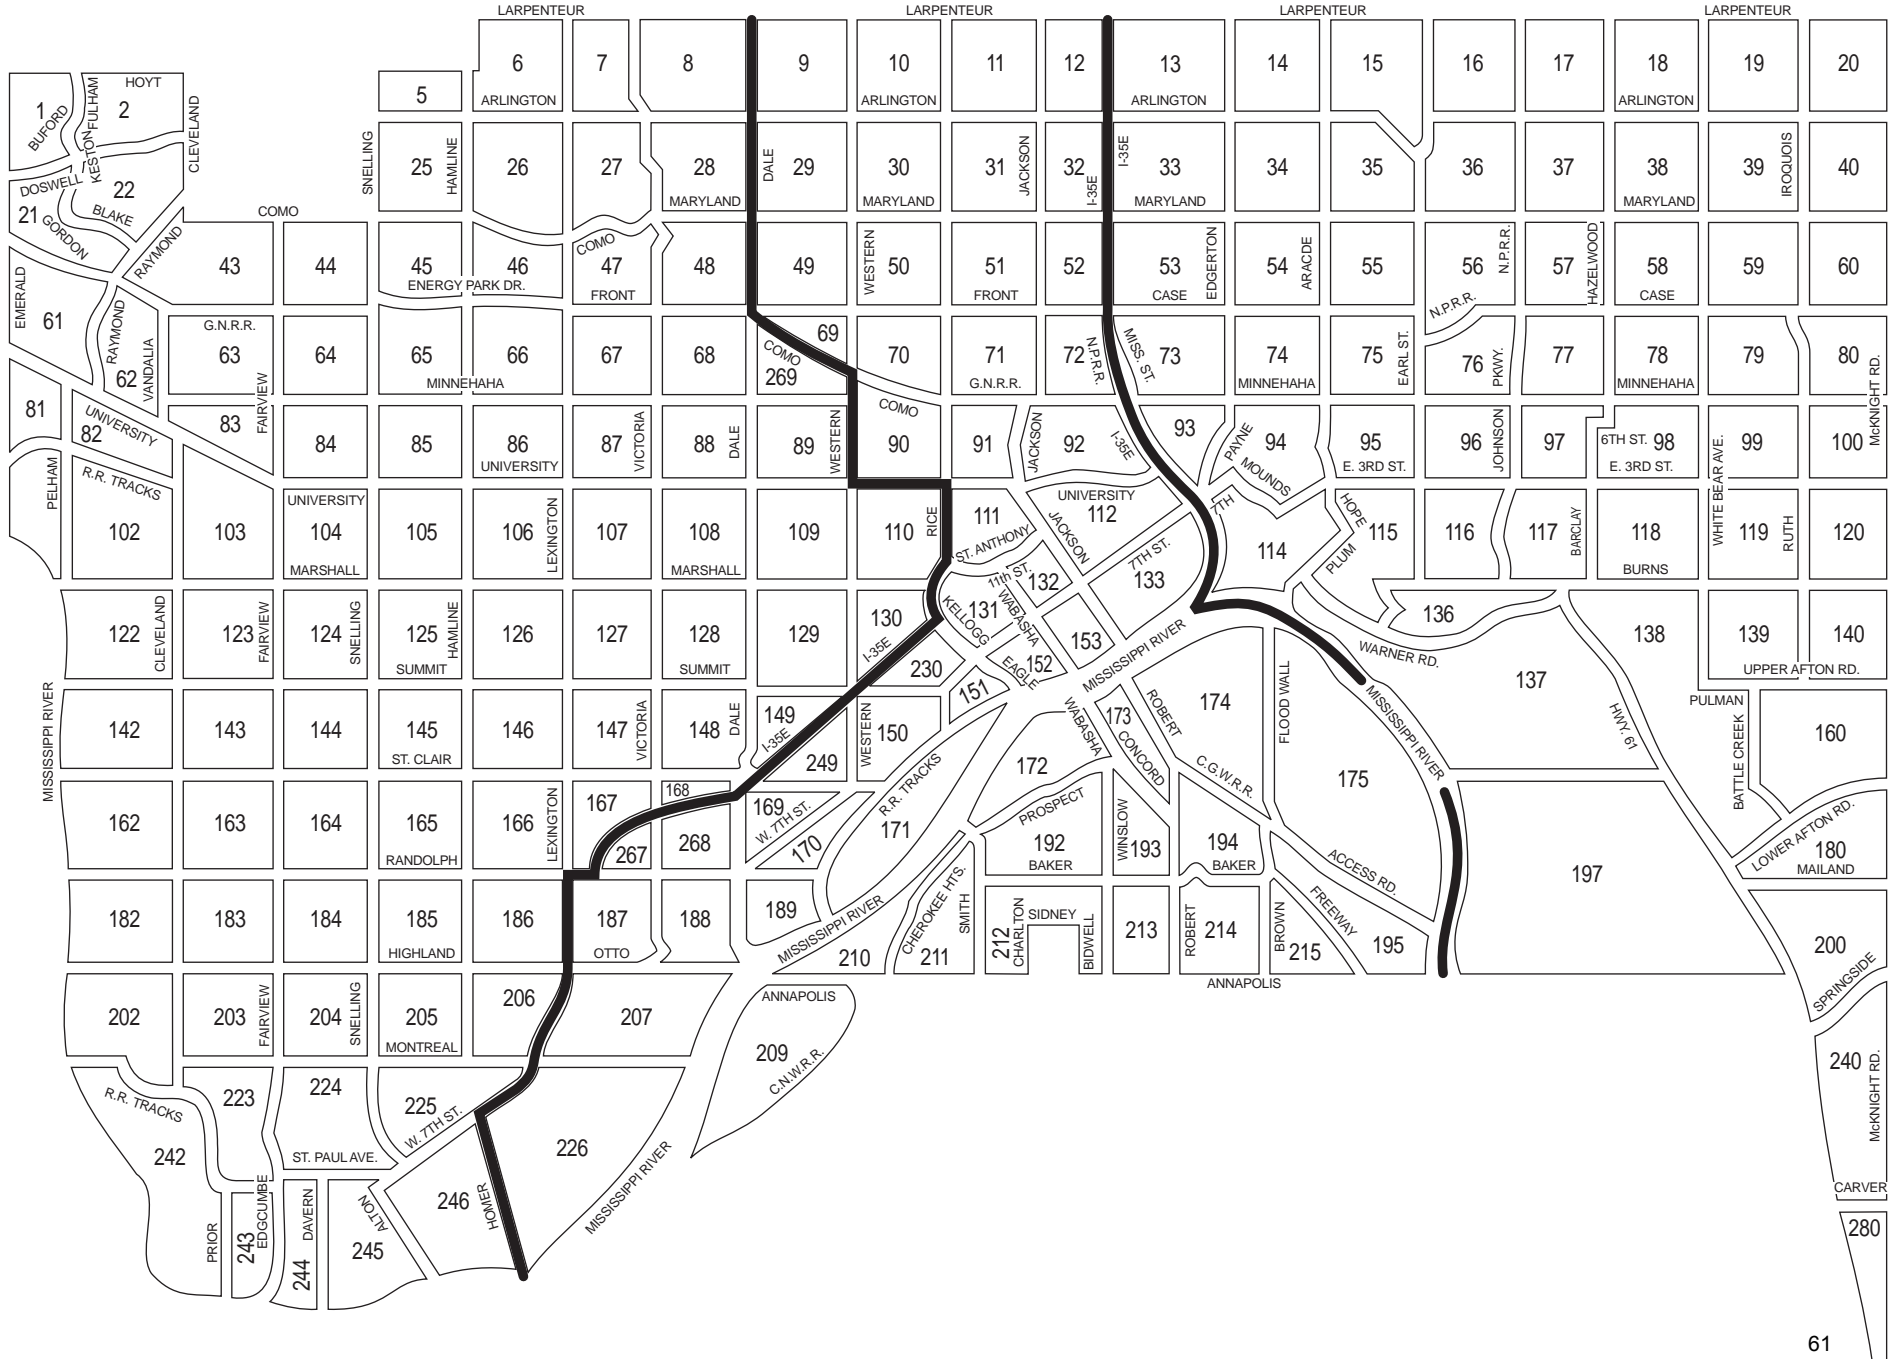 LARPENTEUR LARPENTEUR LARPENTEUR LARPENTEUR
6 7 8 9 10 11 12 13 14 15 16 17 18 19 20
HOYT
5
ARLINGTON ARLINGTON ARLINGTON ARLINGTON
1 2
BUFORD
FULHAM
KESTON
CLEVELAND
DOSWELL
22
BLAKE
21
GORDON
SNELLING
25
HAMLINE
26 27 28
DALE
29 30 31
JACKSON
32
I-35E
I-35E
33 34 35 36 37 38 39
IROQUOIS
40
MARYLAND MARYLAND MARYLAND MARYLAND
COMO
RAYMOND
43 44 45 46
COMO
47 48 49
WESTERN
50 51 52 53
EDGERTON
54
ARACDE
55 56
N.P.R.R.
57
HAZELWOOD
58 59 60
ENERGY PARK DR.
FRONT FRONT CASE CASE
N.P.R.R.
EMERALD
61
RAYMOND
62
VANDALIA
G.N.R.R.
63
FAIRVIEW
64 65 66 67 68
69
COMO
269
70 71 72
N.P.R.R.
MISS. ST.
73 74 75
EARL ST.
76
PKWY.
77 78 79 80
McKNIGHT RD.
MINNEHAHA G.N.R.R. MINNEHAHA MINNEHAHA
81
UNIVERSITY
82
83
84 85 86 87
VICTORIA
88
DALE
89
WESTERN
COMO
90 91
JACKSON
92
I-35E
93
PAYNE
94
MOUNDS
95 96
JOHNSON
97
6TH ST. 98
WHITE BEAR AVE.
99 100
UNIVERSITY
E. 3RD ST. E. 3RD ST.
PELHAM
R.R. TRACKS
102 103
UNIVERSITY
104 105 106
LEXINGTON
107 108 109 110
RICE
111
ST. ANTHONY
JACKSON
UNIVERSITY
112
7TH
7TH ST.
114
HOPE
PLUM
115 116 117
BARCLAY
118 119
RUTH
120
MARSHALL MARSHALL BURNS
11th ST.
132 133
122
CLEVELAND
123
FAIRVIEW
124
SNELLING
125
HAMLINE
126 127 128 129 130
I-35E
KELLOGG
131
WABASHA
153
136
138 139 140
SUMMIT SUMMIT
230
EAGLE
152
MISSISSIPPI RIVER
WARNER RD.
UPPER AFTON RD.
137
MISSISSIPPI RIVER
142 143 144 145 146 147
VICTORIA
148
DALE
149
I-35E
249
WESTERN
150
151
WABASHA
173
CONCORD
ROBERT
174
FLOOD WALL
MISSISSIPPI RIVER
HWY. 61
PULMAN
BATTLE CREEK
160
ST. CLAIR
R.R. TRACKS
172
C.G.W.R.R.
175
162 163 164 165 166
LEXINGTON
167
168
267
268
169
W. 7TH ST.
170
171
PROSPECT
192
BAKER
WINSLOW
193 194
BAKER
ACCESS RD.
197
LOWER AFTON RD.
180
MAILAND
RANDOLPH
182 183 184 185 186 187 188 189
HIGHLAND OTTO
MISSISSIPPI RIVER
210
CHEROKEE HTS.
211
SMITH
212
CHARLTON
SIDNEY
BIDWELL
213
ROBERT
214
BROWN
215
FREEWAY
195
200
SPRINGSIDE
ANNAPOLIS ANNAPOLIS
202 203
FAIRVIEW
204
SNELLING
205 206 207
MONTREAL
209
C.N.W.R.R.
240
McKNIGHT RD.
R.R. TRACKS
223 224 225
W. 7TH ST.
226
242
ST. PAUL AVE.
MISSISSIPPI RIVER
CARVER
PRIOR
243
EDGCUMBE
244
DAVERN
245
ALTON
246
HOMER
280
61